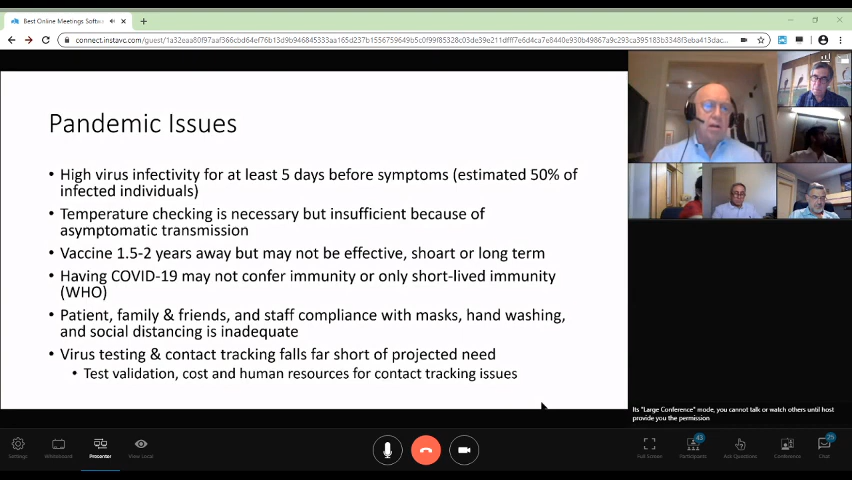 Best Online Meetings Softwa
connect.instavc.com/guest/1a32eaa80f97aaf366cbd64ef76b13d9b946845333aa165d237b1556759649b5c0f99f85328c03de39e211dfff7e6d4ca7e8440e930b49867a9c293ca395183b3348f3eba413dac...
Pandemic Issues
• High virus infectivity for at least 5 days before symptoms (estimated 50% of
infected individuals)
• Temperature checking is necessary but insufficient because of
asymptomatic transmission
• Vaccine 1.5-2 years away but may not be effective, shoart or long term
• Having COVID-19 may not confer immunity or only short-lived immunity
(WHO)
• Patient, family & friends, and staff compliance with masks, hand washing,
and social distancing is inadequate
• Virus testing & contact tracking falls far short of projected need
• Test validation, cost and human resources for contact tracking issues
Its "Large Conference" mode, you cannot talk or watch others until host
provide you the permission
Settings
Whiteboard
Presenter
View Local
Full Screen
43
Participants
Ask Questions
Conference
25
Chat